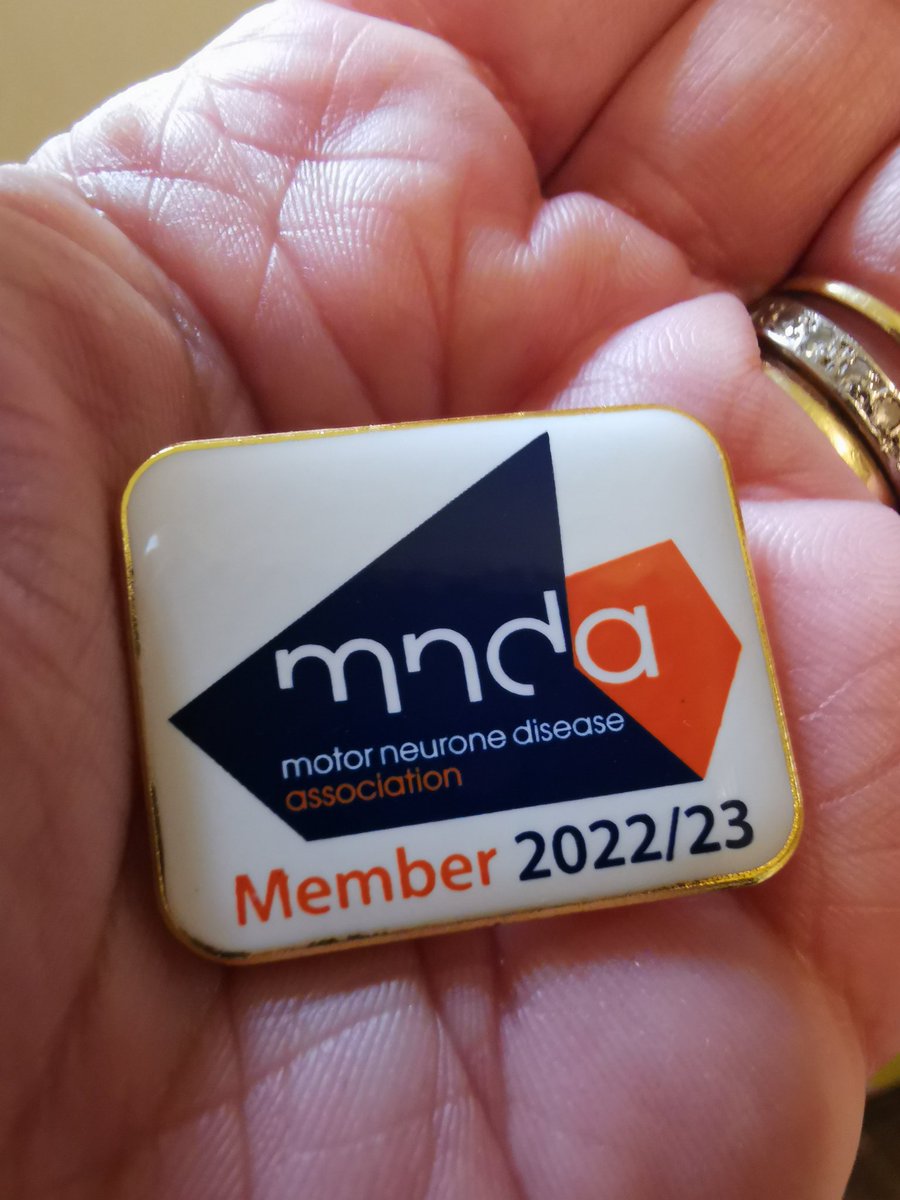 mnda
motor neurone disease
association
Member 2022/23